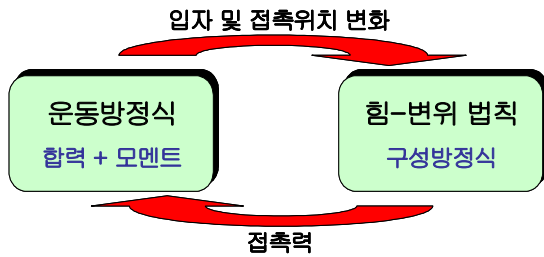 입자 및 접촉위치 변화
운동방정식
합력 + 모멘트
힘-변위 법칙
구성방정식
접촉력